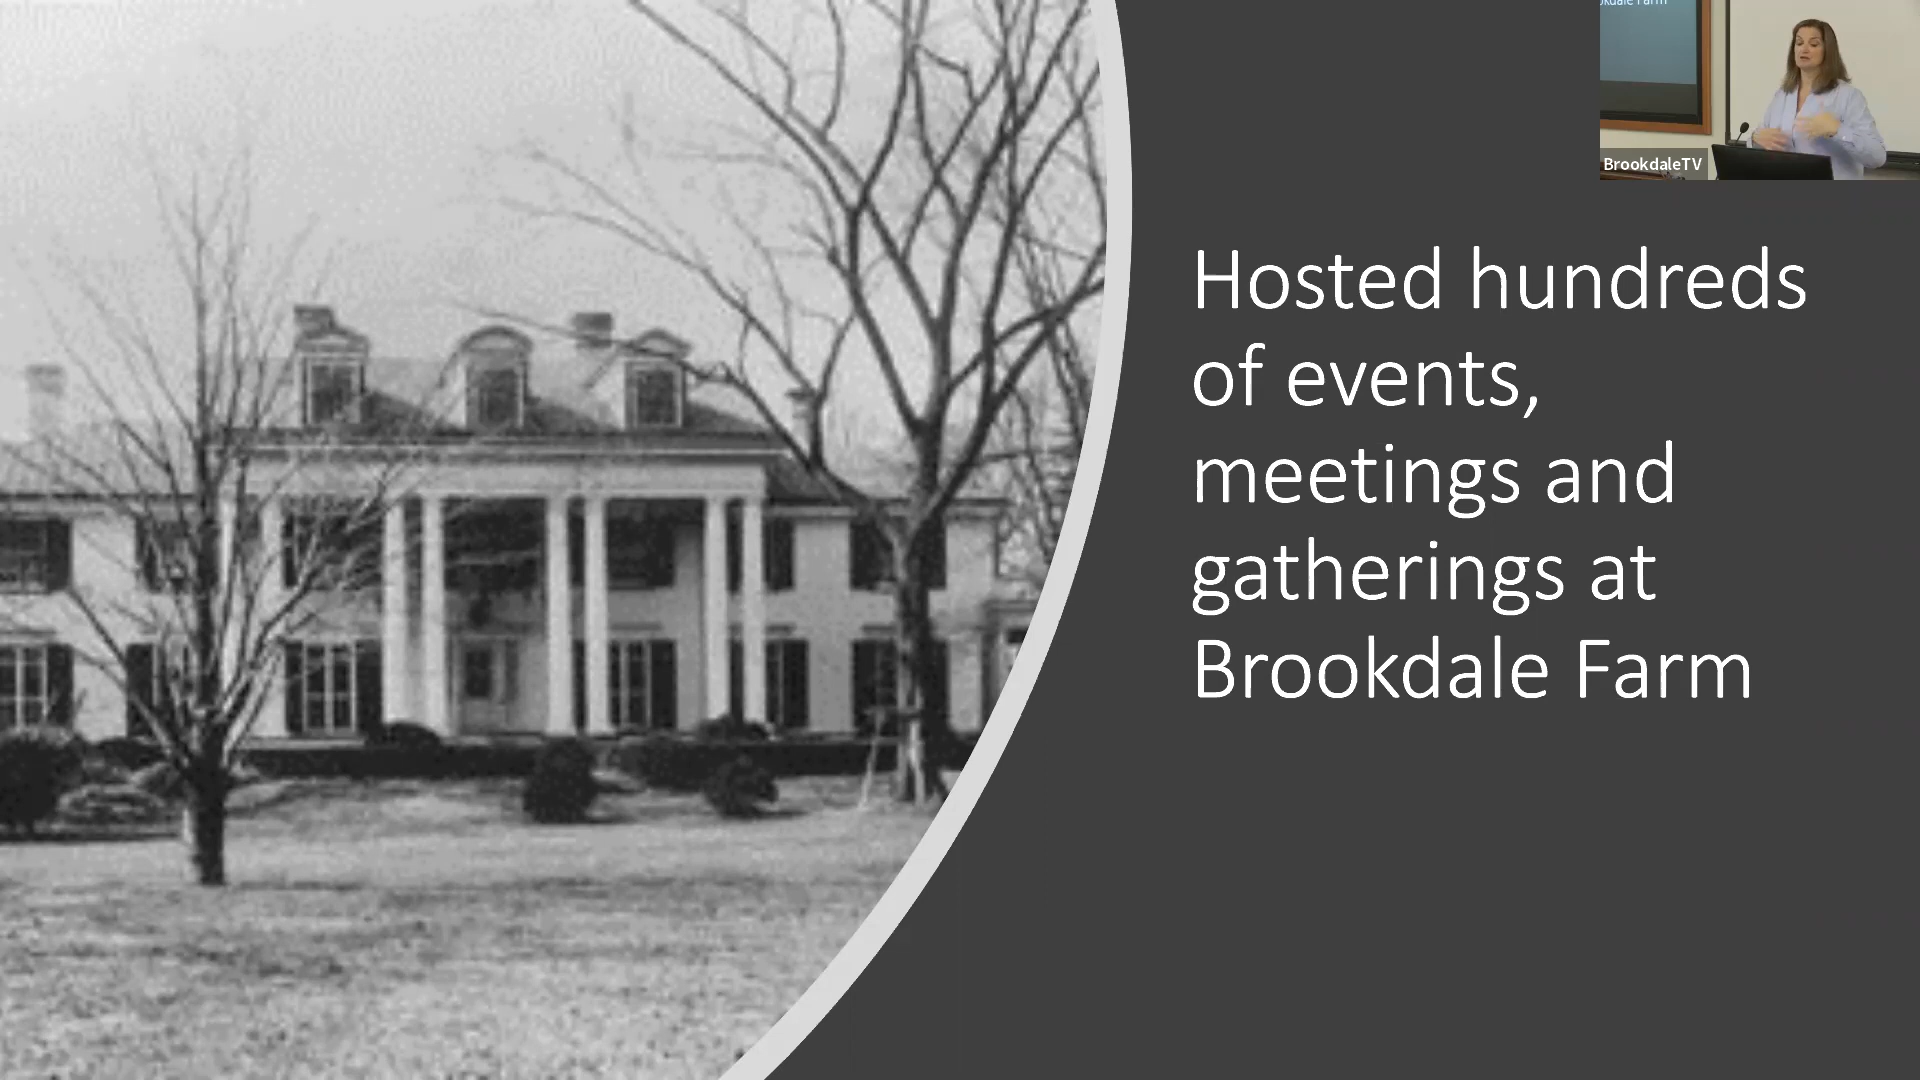 Hosted hundreds
of events,
meetings and
gatherings at
Brookdale Farm
BrookdaleTV